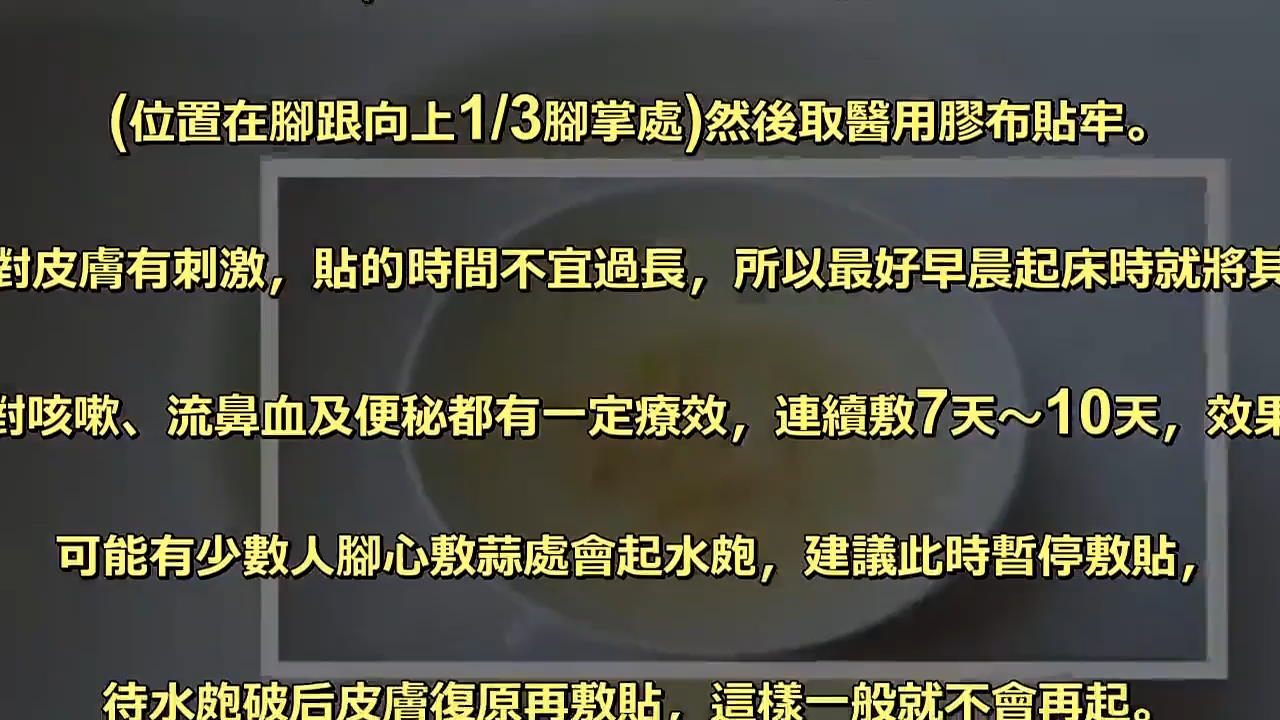 (位置在腳跟向上1/3腳掌處)然後取醫用膠布貼牢。
對皮膚有刺激，貼的時間不宜過長，所以最好早晨起床時就將其
對咳嗽、流鼻血及便秘都有一定療效，連續敷7天～10天，效果
可能有少數人腳心敷蒜處會起水皰，建議此時暫停敷貼，
待水皰破后皮膚復原再敷貼，這樣一般就不會再起。